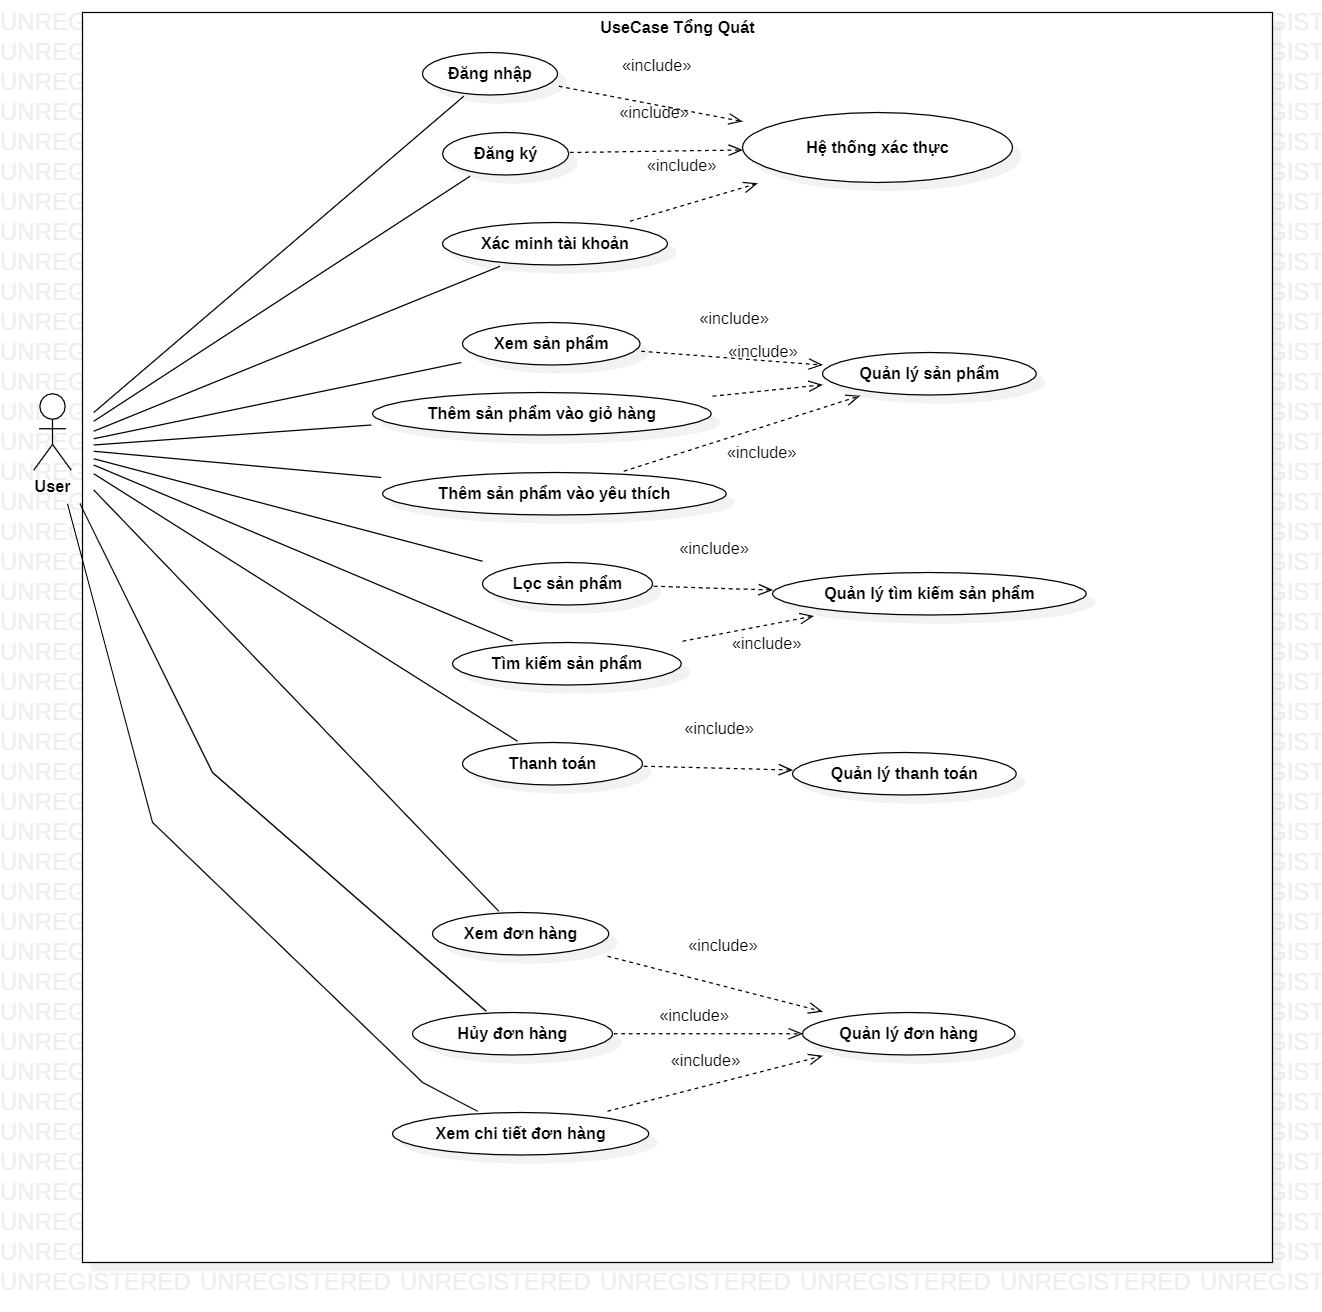 UseCase Tổng Quát
Đăng nhập
«include»
«include»
Đăng ký
Hệ thống xác thực
«include»
Xác minh tài khoản
Xem sản phẩm
«include»
«include»
Quản lý sản phẩm
Thêm sản phẩm vào giỏ hàng
«include»
User
Thêm sản phẩm vào yêu thích
«include»
Lọc sản phẩm
Quản lý tìm kiếm sản phẩm
«include»
Tìm kiếm sản phẩm
«include»
Thanh toán
Quản lý thanh toán
Xem đơn hàng
«include»
«include»
Hủy đơn hàng
Quản lý đơn hàng
«include»
Xem chi tiết đơn hàng
UNREGISTERED UNREGISTERED UNREGISTERED UNREGISTERED UNREGISTERED UNREGISTERED UNREGIST